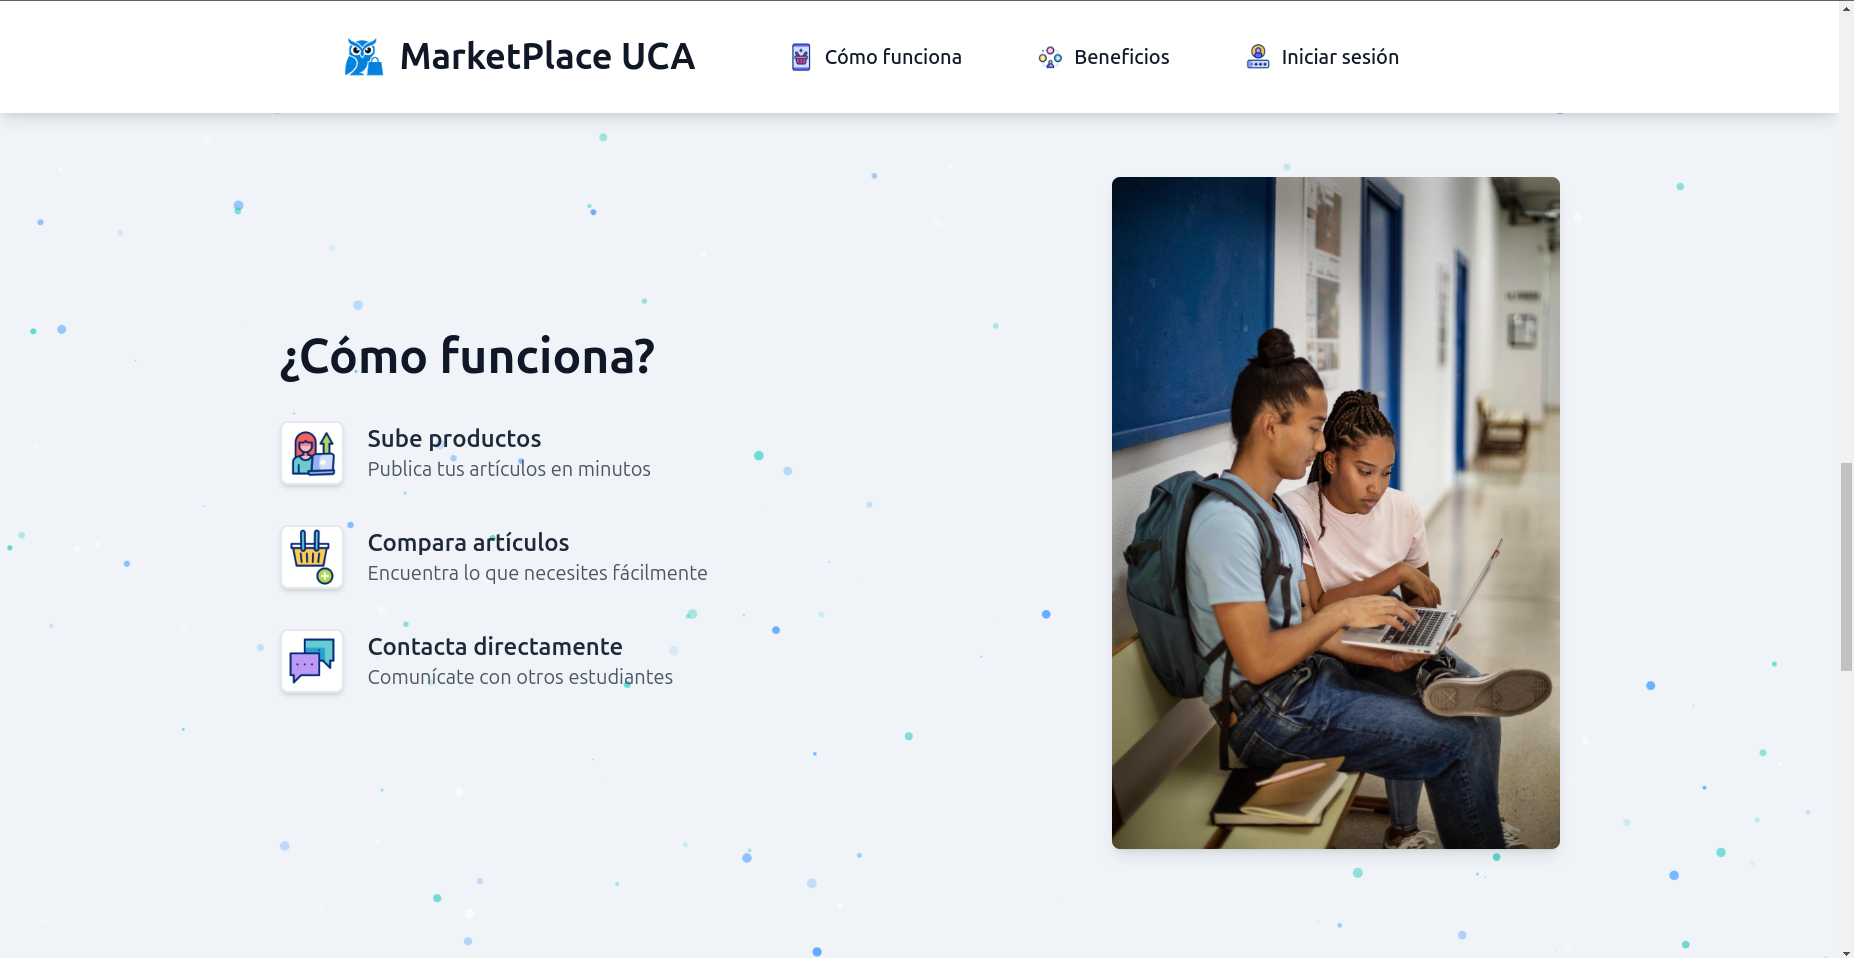 MarketPlace UCA
Cómo funciona
Beneficios
Iniciar sesión
¿Cómo funciona?
Sube productos
Publica tus artículos en minutos
Compara artículos
Encuentra lo que necesites fácilmente
Contacta directamente
Comunícate con otros estudiantes